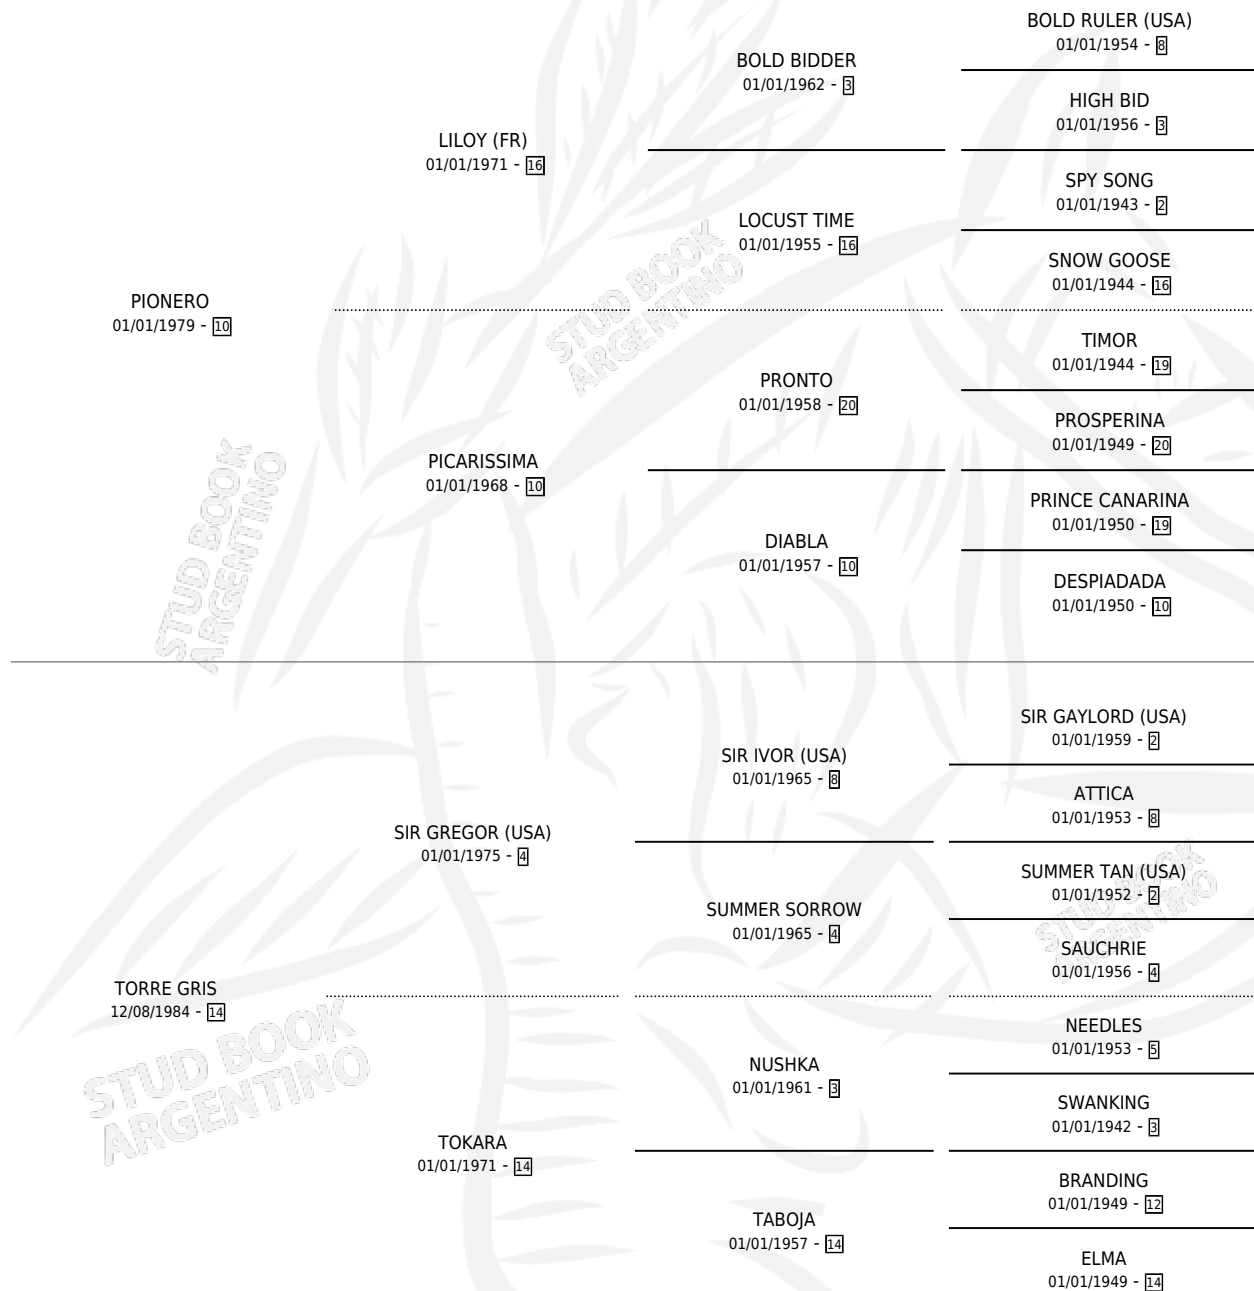 BOLD RULER (USA)
01/01/1954 - 8
BOLD BIDDER
01/01/1962 - 3
HIGH BID
01/01/1956 - 3
LILOY (FR)
01/01/1971 - 16
SPY SONG
01/01/1943 - 2
LOCUST TIME
01/01/1955 - 16
SNOW GOOSE
01/01/1944 - 16
PIONERO
01/01/1979 - 10
STUD BOOK
ARGENTINO
TIMOR
01/01/1944 - 19
PRONTO
01/01/1958 - 20
PROSPERINA
01/01/1949 - 20
PICARISSIMA
01/01/1968 - 10
PRINCE CANARINA
01/01/1950 - 19
DIABLA
01/01/1957 - 10
DESPIADADA
01/01/1950 - 10
STUD BOOK
ARGENTINO
SIR GAYLORD (USA)
01/01/1959 - 2
SIR IVOR (USA)
01/01/1965 - 8
ATTICA
01/01/1953 - 8
SIR GREGOR (USA)
01/01/1975 - 4
SUMMER TAN (USA)
01/01/1952 - 2
SUMMER SORROW
01/01/1965 - 4
STUD BOOK
ARGENTINO
SAUCHRIE
01/01/1956 - 4
TORRE GRIS
12/08/1984 - 14
STUD BOOK
ARGENTINO
NEEDLES
01/01/1953 - 5
NUSHKA
01/01/1961 - 3
SWANKING
01/01/1942 - 3
TOKARA
01/01/1971 - 14
BRANDING
01/01/1949 - 12
TABOJA
01/01/1957 - 14
ELMA
01/01/1949 - 14